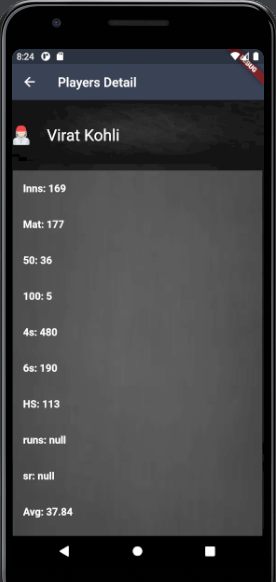 8:24
DEBUG
Players Detail
Virat Kohli
Inns: 169
Mat: 177
50: 36
100: 5
4s: 480
6s: 190
HS: 113
runs: null
sr: null
Avg: 37.84